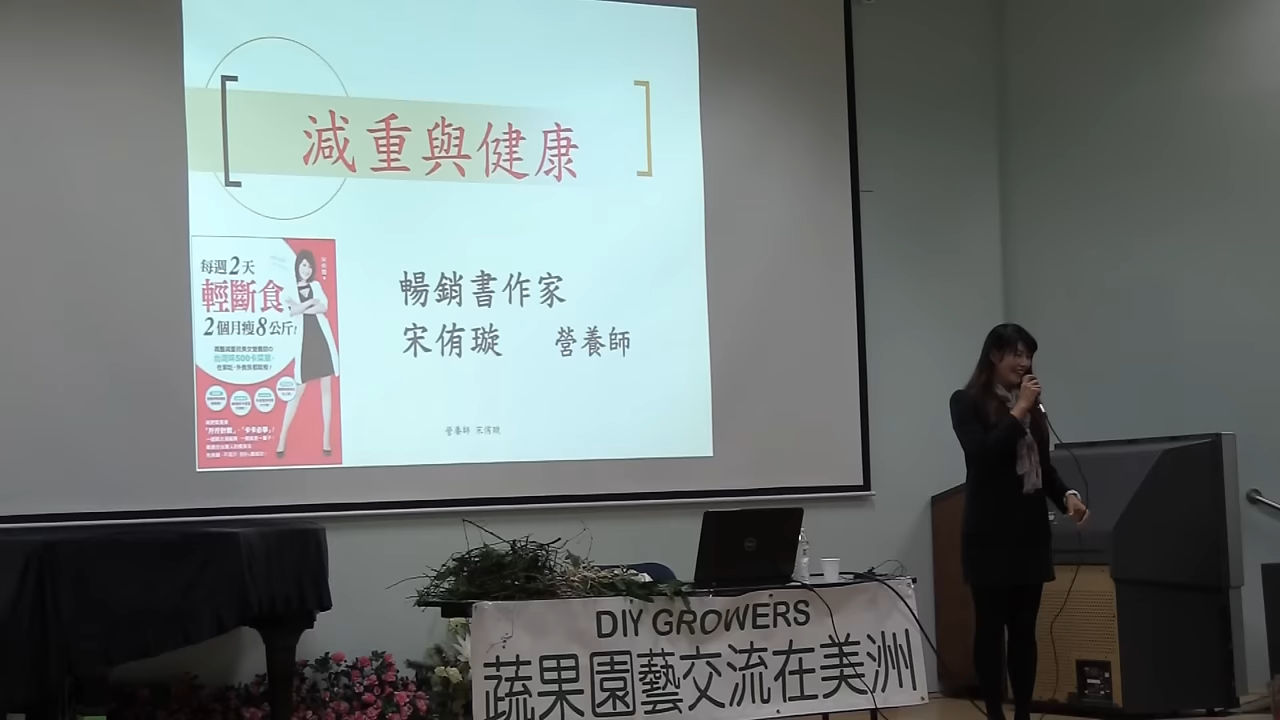 減重與健康
每週2天
輕斷食
2個月瘦8公斤!
暢銷書作家
宋侑璇 營養師
營養師 宋侑璇
DIY GROWERS
蔬果園藝交流在美洲